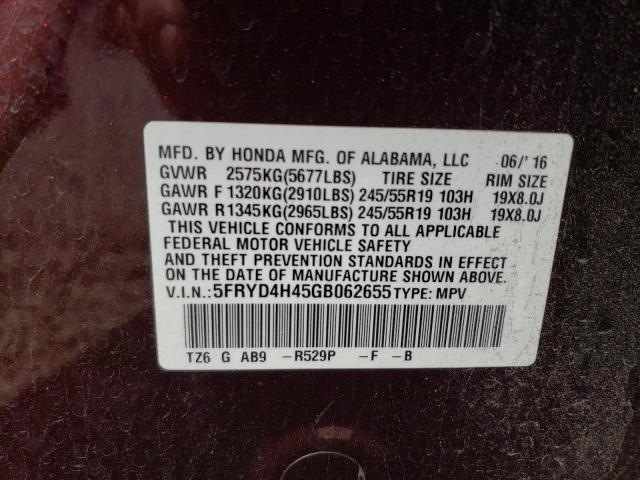 MFD. BY HONDA MFG. OF ALABAMA, LLC 06/'16
GVWR 2575KG(5677LBS) TIRE SIZE RIM SIZE
GAWR F 1320KG(2910LBS) 245/55R19 103H 19X8.0J
GAWR R1345KG(2965LBS) 245/55R19 103H 19X8.0J
THIS VEHICLE CONFORMS TO ALL APPLICABLE
FEDERAL MOTOR VEHICLE SAFETY
AND THEFT PREVENTION STANDARDS IN EFFECT
ON THE DATE OF MANUFACTURE SHOWN ABOVE.
V.I.N.:5FRYD4H45GB062655 TYPE: MPV
TZ6 G AB9 -R529P -F -B